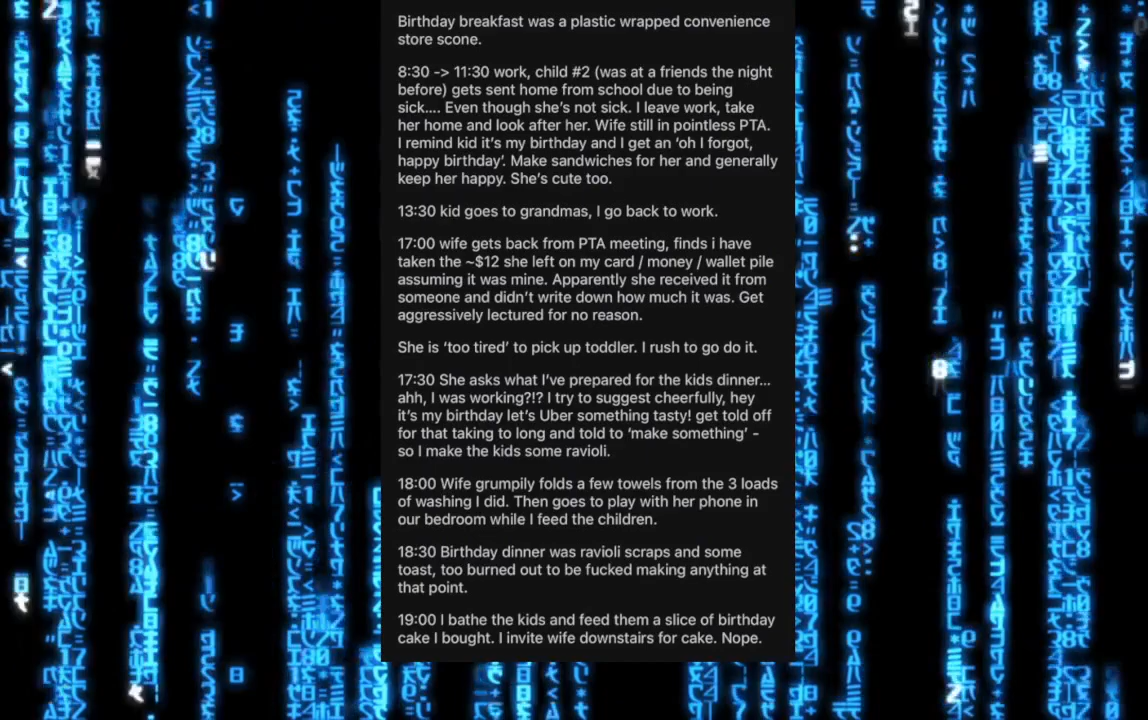 Birthday breakfast was a plastic wrapped convenience
store scone.
8:30 -> 11:30 work, child #2 (was at a friends the night
before) gets sent home from school due to being
sick.... Even though she's not sick. I leave work, take
her home and look after her. Wife still in pointless PTA.
I remind kid it's my birthday and I get an 'oh I forgot,
happy birthday'. Make sandwiches for her and generally
keep her happy. She's cute too.
13:30 kid goes to grandmas, I go back to work.
17:00 wife gets back from PTA meeting, finds i have
taken the ~$12 she left on my card / money / wallet pile
assuming it was mine. Apparently she received it from
someone and didn't write down how much it was. Get
aggressively lectured for no reason.
She is 'too tired' to pick up toddler. I rush to go do it.
17:30 She asks what I've prepared for the kids dinner...
ahh, I was working?!? I try to suggest cheerfully, hey
it's my birthday let's Uber something tasty! get told off
for that taking to long and told to 'make something' -
so I make the kids some ravioli.
18:00 Wife grumpily folds a few towels from the 3 loads
of washing I did. Then goes to play with her phone in
our bedroom while I feed the children.
18:30 Birthday dinner was ravioli scraps and some
toast, too burned out to be fucked making anything at
that point.
19:00 I bathe the kids and feed them a slice of birthday
cake I bought. I invite wife downstairs for cake. Nope.